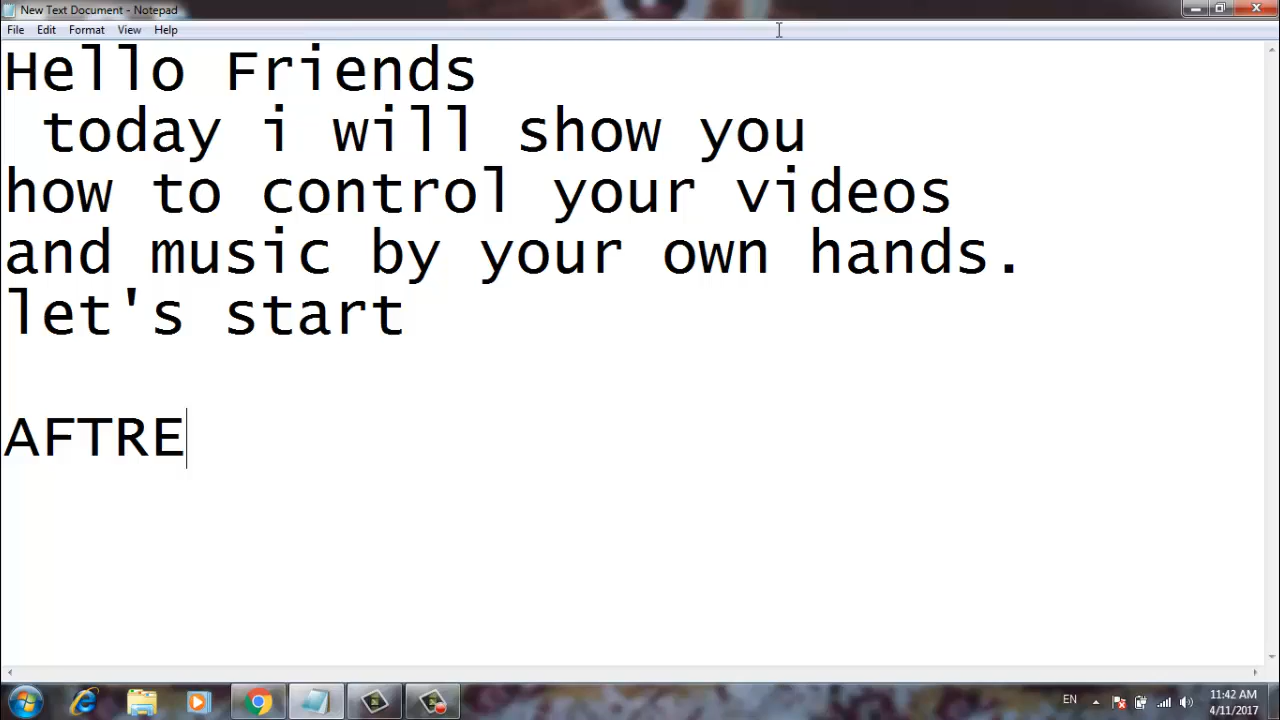 New Text Document - Notepad
File Edit Format View Help
Hello Friends
today i will show you
how to control your videos
and music by your own hands.
let's start
AFTRE
EN
11:42 AM
4/11/2017